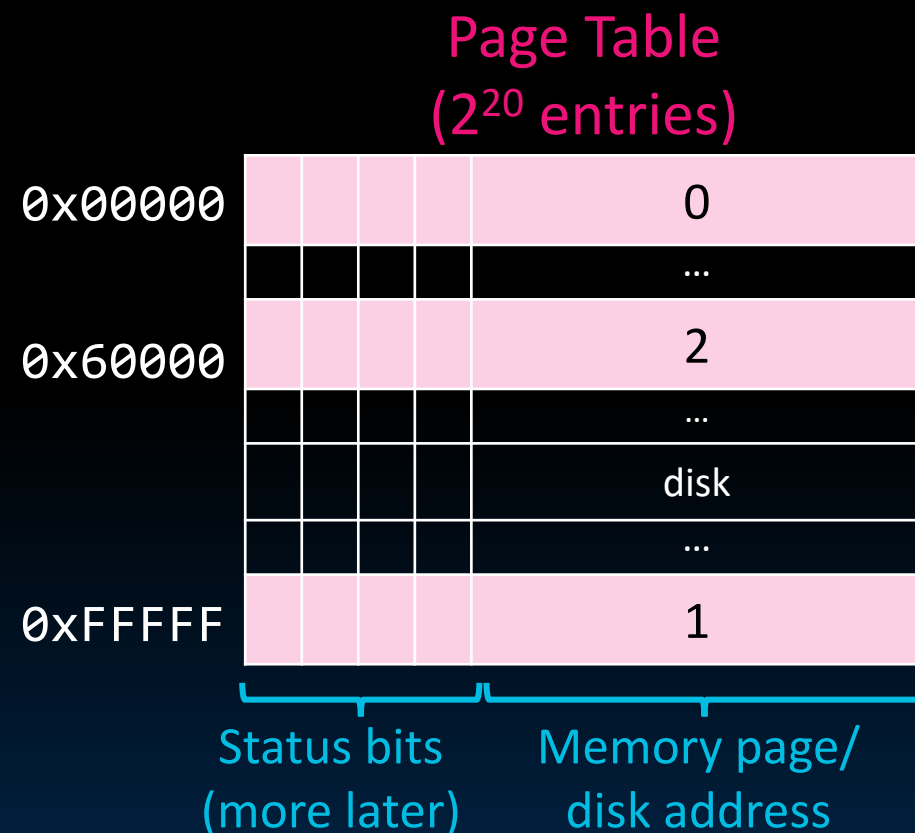 Page Table
(2²⁰ entries)
0x00000 0
...
0x60000 2
...
disk
...
0xFFFFF 1
Status bits Memory page/
(more later) disk address